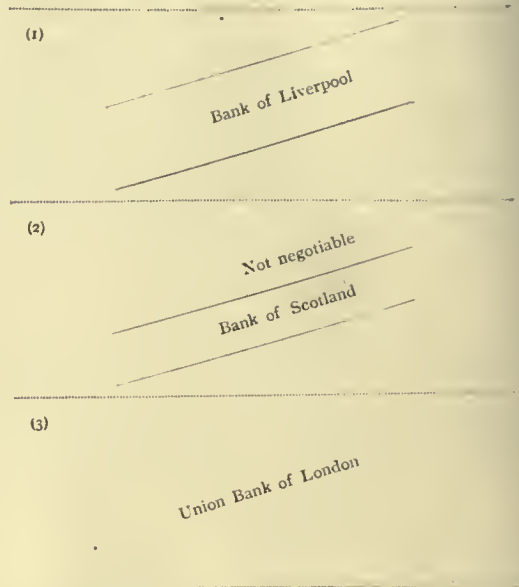 (1)
Bank of Liverpool
(2)
Not negotiable
Bank of Scotland
(3)
Union Bank of London